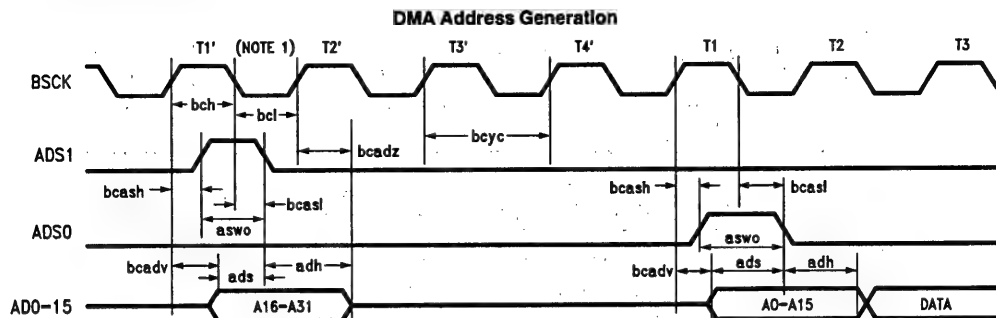 DMA Address Generation
T1' (NOTE 1) T2' T3' T4' T1 T2 T3
BSCK
bch
bcl
bcyc
bcadz
ADS1
bcash
bcasl
bcash
bcasl
aswo
ADS0
aswo
bcadv
ads
adh
bcadv
ads
adh
AD0-15
A16-A31
A0-A15
DATA